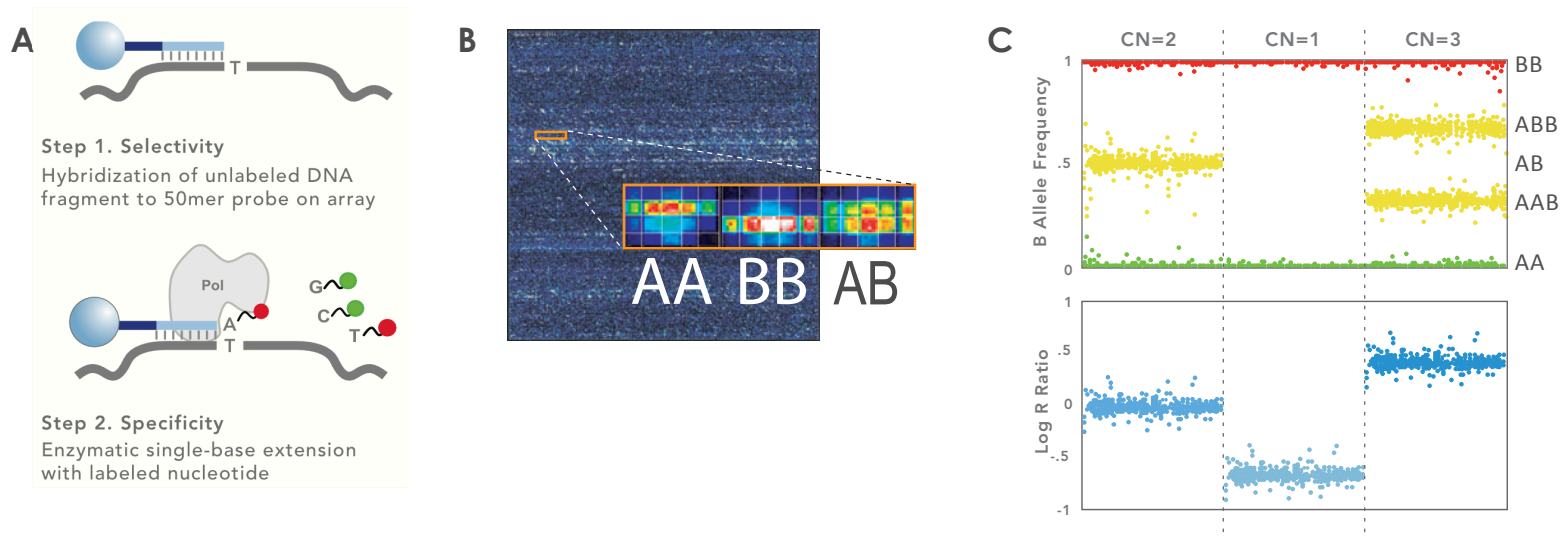 A
T
Step 1. Selectivity
Hybridization of unlabeled DNA
fragment to 50mer probe on array
Pol
G
C
T
A
T
Step 2. Specificity
Enzymatic single-base extension
with labeled nucleotide
B
AA BB AB
C
CN=2 CN=1 CN=3
B Allele Frequency
1
.5
0
BB
ABB
AB
AAB
AA
Log R Ratio
1
.5
0
-.5
-1